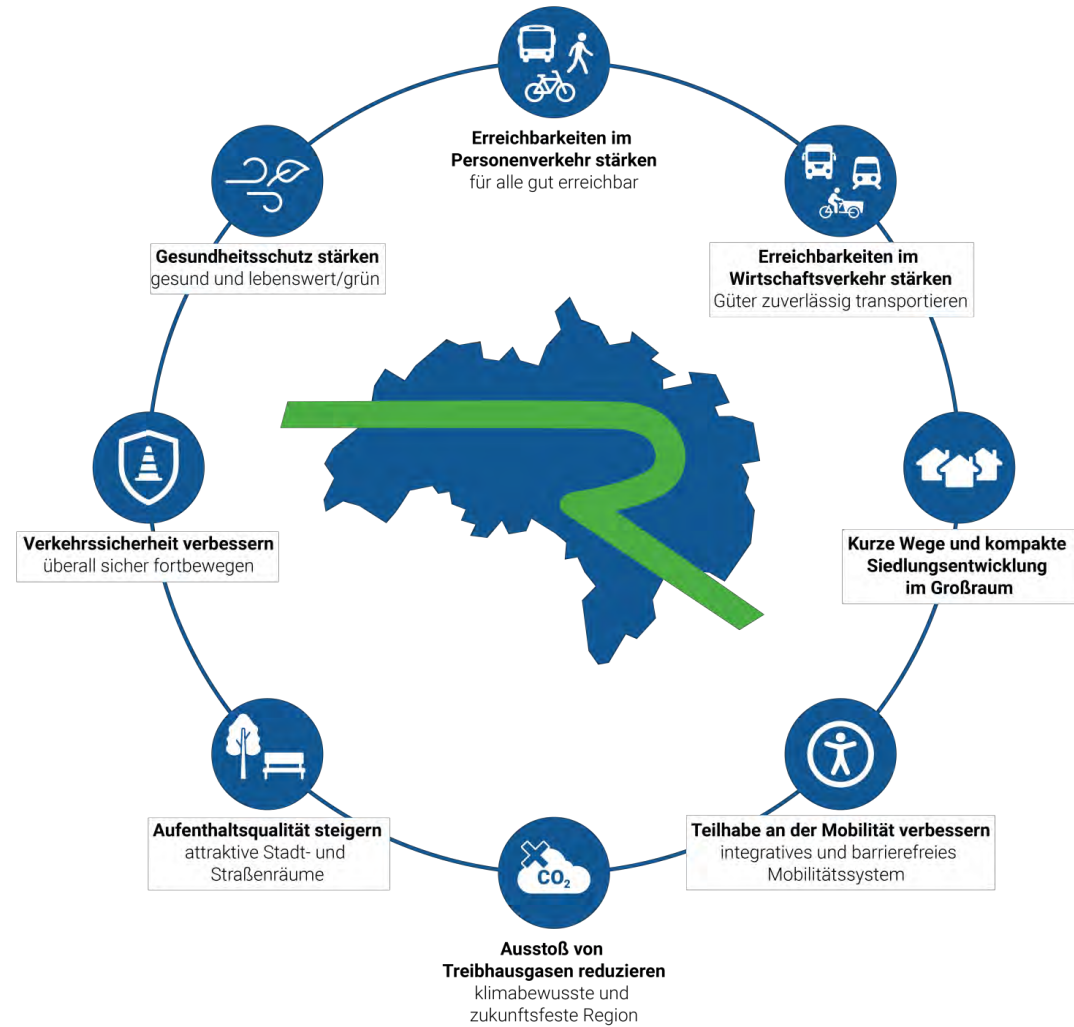 Erreichbarkeiten im
Personenverkehr stärken
für alle gut erreichbar
Erreichbarkeiten im
Wirtschaftsverkehr stärken
Güter zuverlässig transportieren
Kurze Wege und kompakte
Siedlungsentwicklung
im Großraum
Teilhabe an der Mobilität verbessern
integratives und barrierefreies
Mobilitätssystem
CO₂
Ausstoß von
Treibhausgasen reduzieren
klimabewusste und
zukunftsfeste Region
Aufenthaltsqualität steigern
attraktive Stadt- und
Straßenräume
Verkehrssicherheit verbessern
überall sicher fortbewegen
Gesundheitsschutz stärken
gesund und lebenswert/grün